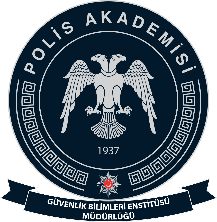 POLİS AKADEMİSİ
1937
GÜVENLİK BİLİMLERİ ENSTİTÜSÜ
MÜDÜRLÜĞÜ